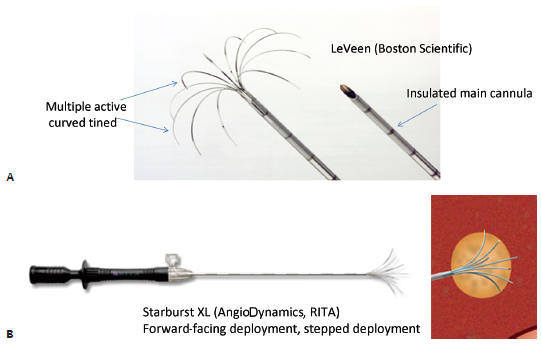 LeVeen (Boston Scientific)
Multiple active
curved tined
Insulated main cannula
A
Starburst XL (AngioDynamics, RITA)
Forward-facing deployment, stepped deployment
B